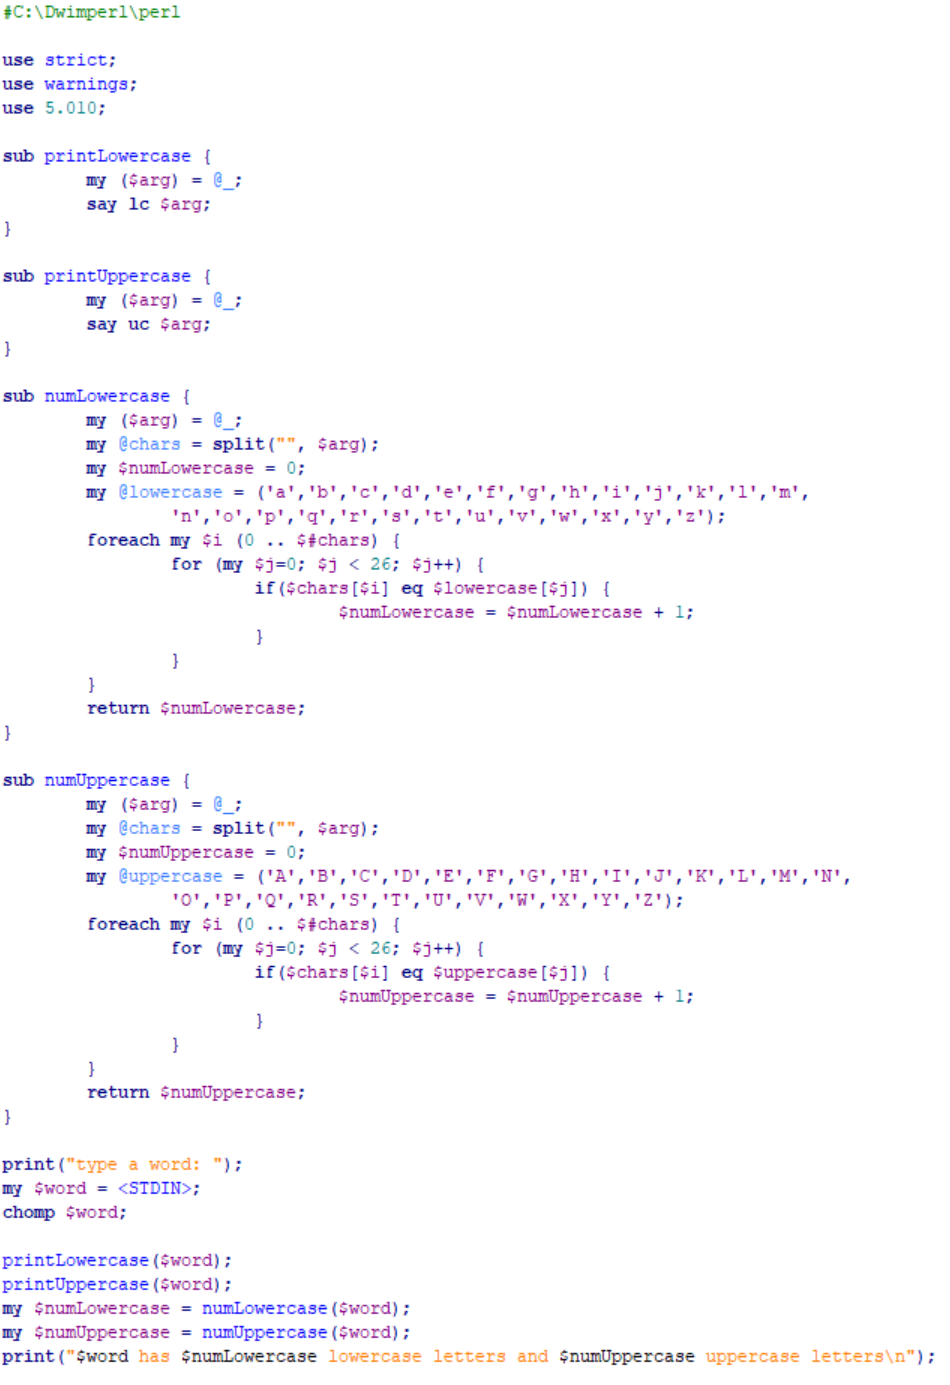 #C:\Dwimperl\perl

use strict;
use warnings;
use 5.010;

sub printLowercase {
        my ($arg) = @_;
        say lc $arg;
}

sub printUppercase {
        my ($arg) = @_;
        say uc $arg;
}

sub numLowercase {
        my ($arg) = @_;
        my @chars = split("", $arg);
        my $numLowercase = 0;
        my @lowercase = ('a','b','c','d','e','f','g','h','i','j','k','l','m',
                'n','o','p','q','r','s','t','u','v','w','x','y','z');
        foreach my $i (0 .. $#chars) {
                for (my $j=0; $j < 26; $j++) {
                        if($chars[$i] eq $lowercase[$j]) {
                                $numLowercase = $numLowercase + 1;
                        }
                }
        }
        return $numLowercase;
}

sub numUppercase {
        my ($arg) = @_;
        my @chars = split("", $arg);
        my $numUppercase = 0;
        my @uppercase = ('A','B','C','D','E','F','G','H','I','J','K','L','M','N',
                'O','P','Q','R','S','T','U','V','W','X','Y','Z');
        foreach my $i (0 .. $#chars) {
                for (my $j=0; $j < 26; $j++) {
                        if($chars[$i] eq $uppercase[$j]) {
                                $numUppercase = $numUppercase + 1;
                        }
                }
        }
        return $numUppercase;
}

print("type a word: ");
my $word = <STDIN>;
chomp $word;

printLowercase($word);
printUppercase($word);
my $numLowercase = numLowercase($word);
my $numUppercase = numUppercase($word);
print("$word has $numLowercase lowercase letters and $numUppercase uppercase letters\n");